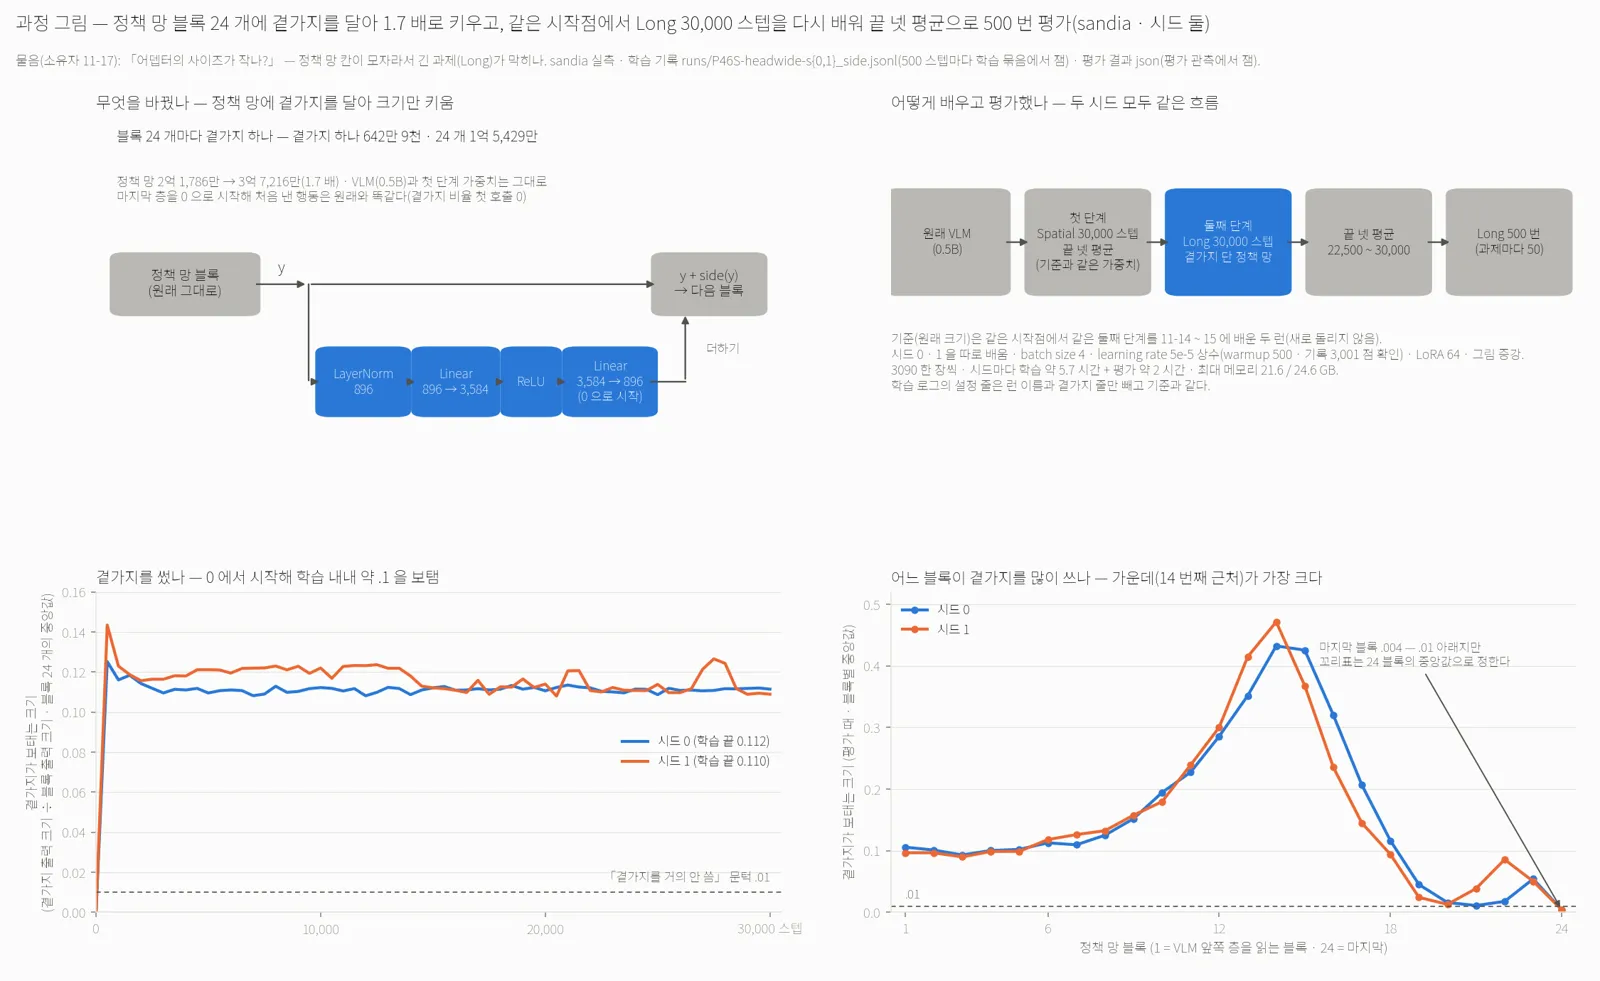 과정 그림 — 정책 망 블록 24 개에 곁가지를 달아 1.7 배로 키우고, 같은 시작점에서 Long 30,000 스텝을 다시 배워 끝 넷 평균으로 500 번 평가(sandia · 시드 둘)
물음(소유자 11-17): 「어뎁터의 사이즈가 작나?」 — 정책 망 칸이 모자라서 긴 과제(Long)가 막히나. sandia 실측 · 학습 기록 runs/P46S-headwide-s{0,1}_side.jsonl(500 스텝마다 학습 묶음에서 잼) · 평가 결과 json(평가 관측에서 잼).
무엇을 바꿨나 — 정책 망에 곁가지를 달아 크기만 키움
블록 24 개마다 곁가지 하나 — 곁가지 하나 642만 9천 · 24 개 1억 5,429만
정책 망 2억 1,786만 → 3억 7,216만(1.7 배) · VLM(0.5B)과 첫 단계 가중치는 그대로
마지막 층을 0 으로 시작해 처음 낸 행동은 원래와 똑같다(곁가지 비율 첫 호출 0)
정책 망 블록
(원래 그대로)
y
y + side(y)
→ 다음 블록
더하기
LayerNorm
896
Linear
896 → 3,584
ReLU
Linear
3,584 → 896
(0 으로 시작)
어떻게 배우고 평가했나 — 두 시드 모두 같은 흐름
원래 VLM
(0.5B)
첫 단계
Spatial 30,000 스텝
끝 넷 평균
(기준과 같은 가중치)
둘째 단계
Long 30,000 스텝
곁가지 단 정책 망
끝 넷 평균
22,500 ~ 30,000
Long 500 번
(과제마다 50)
기준(원래 크기)은 같은 시작점에서 같은 둘째 단계를 11-14 ~ 15 에 배운 두 런(새로 돌리지 않음).
시드 0 · 1 을 따로 배움 · batch size 4 · learning rate 5e-5 상수(warmup 500 · 기록 3,001 점 확인) · LoRA 64 · 그림 증강.
3090 한 장씩 · 시드마다 학습 약 5.7 시간 + 평가 약 2 시간 · 최대 메모리 21.6 / 24.6 GB.
학습 로그의 설정 줄은 런 이름과 곁가지 줄만 빼고 기준과 같다.
곁가지를 썼나 — 0 에서 시작해 학습 내내 약 .1 을 보탬
곁가지가 보태는 크기
(곁가지 출력 크기 ÷ 블록 출력 크기 · 블록 24 개의 중앙값)
0.16
0.14
0.12
0.10
0.08
0.06
0.04
0.02
0.00
시드 0 (학습 끝 0.112)
시드 1 (학습 끝 0.110)
「곁가지를 거의 안 씀」 문턱 .01
0
10,000
20,000
30,000 스텝
어느 블록이 곁가지를 많이 쓰나 — 가운데(14 번째 근처)가 가장 크다
곁가지가 보태는 크기 (평가 때 · 블록별 중앙값)
0.5
0.4
0.3
0.2
0.1
0.0
시드 0
시드 1
마지막 블록 .004 — .01 아래지만
꼬리표는 24 블록의 중앙값으로 정한다
.01
1
6
12
18
24
정책 망 블록 (1 = VLM 앞쪽 층을 읽는 블록 · 24 = 마지막)